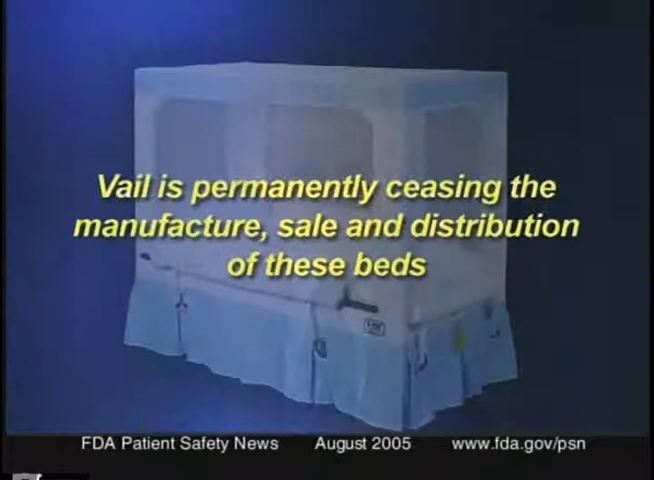 Vail is permanently ceasing the
manufacture, sale and distribution
of these beds
FDA Patient Safety News August 2005 www.fda.gov/psn